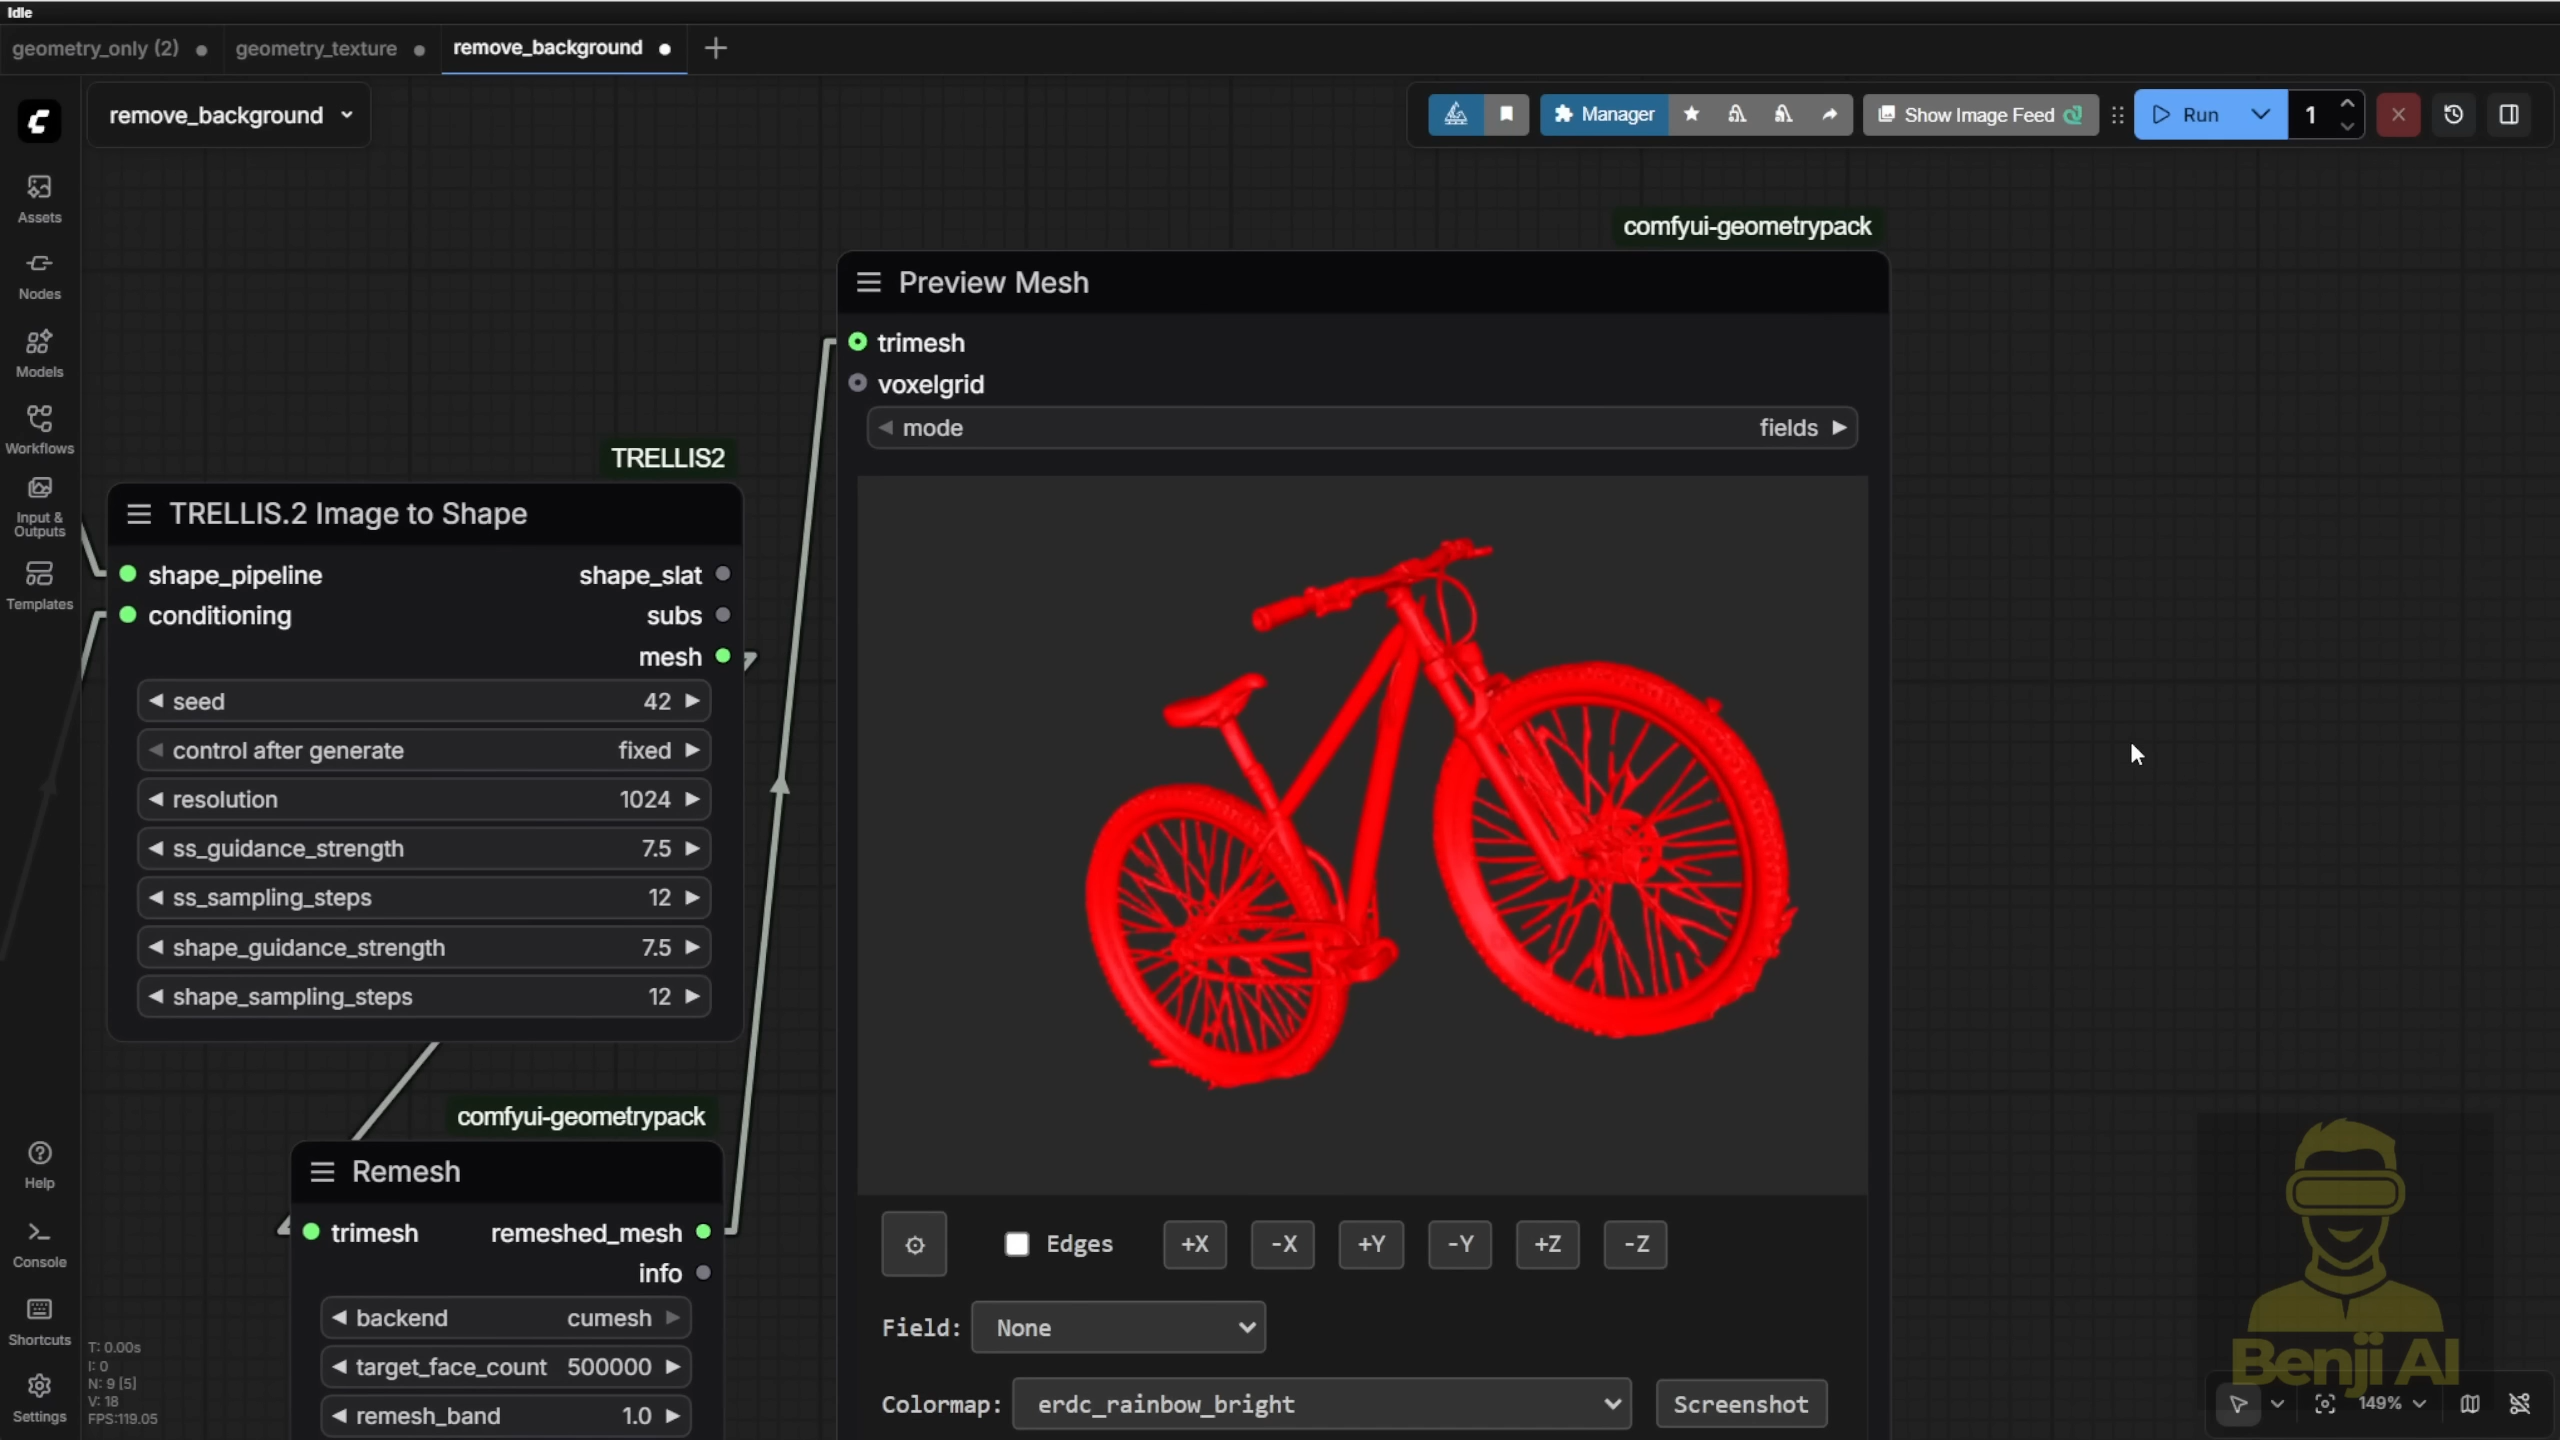 Idle
geometry_only (2)
geometry_texture
remove_background
remove_background
Manager
Show Image Feed
Run
1
Assets
Nodes
Models
Workflows
Input &
Outputs
Templates
Help
Console
Shortcuts
Settings
T: 0.00s
I: 0
N: 9 [5]
V: 18
FPS:119.05
TRELLIS2
TRELLIS.2 Image to Shape
shape_pipeline shape_slat
conditioning subs
mesh
seed 42
control after generate fixed
resolution 1024
ss_guidance_strength 7.5
ss_sampling_steps 12
shape_guidance_strength 7.5
shape_sampling_steps 12
comfyui-geometrypack
Remesh
trimesh remeshed_mesh
info
backend cumesh
target_face_count 500000
remesh_band 1.0
comfyui-geometrypack
Preview Mesh
trimesh
voxelgrid
mode fields
Edges +X -X +Y -Y +Z -Z
Field: None
Colormap: erdc_rainbow_bright Screenshot
Benji AI
149%